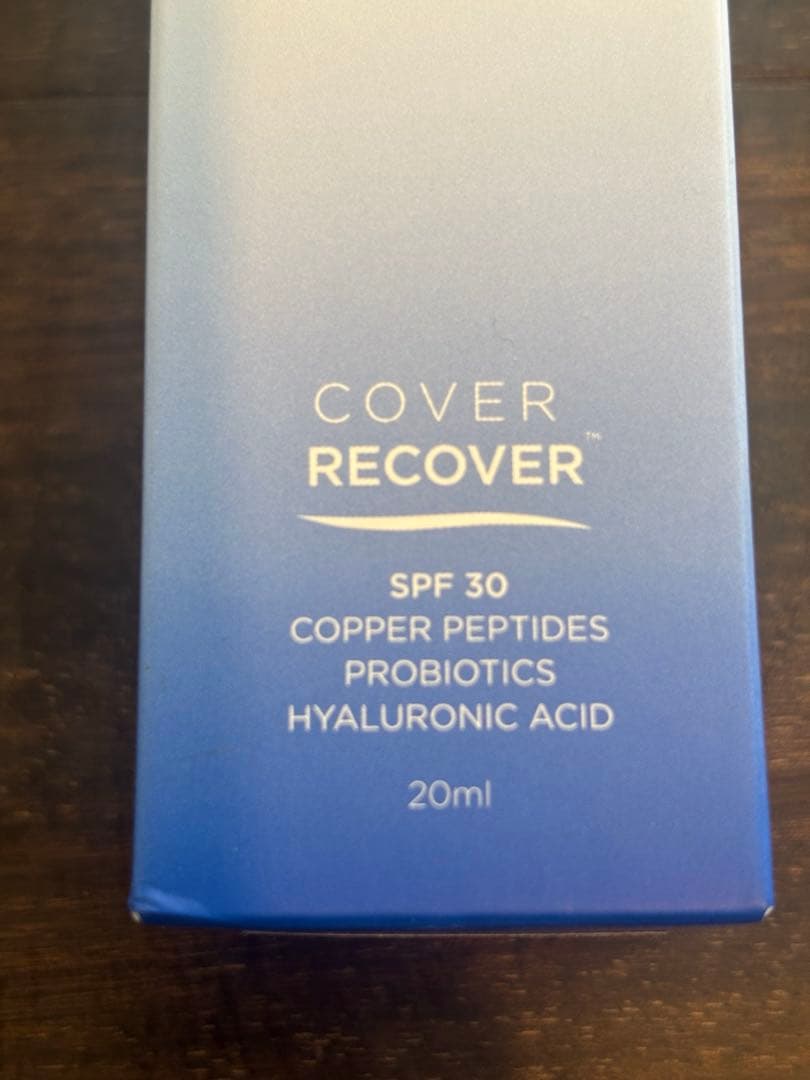 COVER
RECOVER™
SPF 30
COPPER PEPTIDES
PROBIOTICS
HYALURONIC ACID
20ml